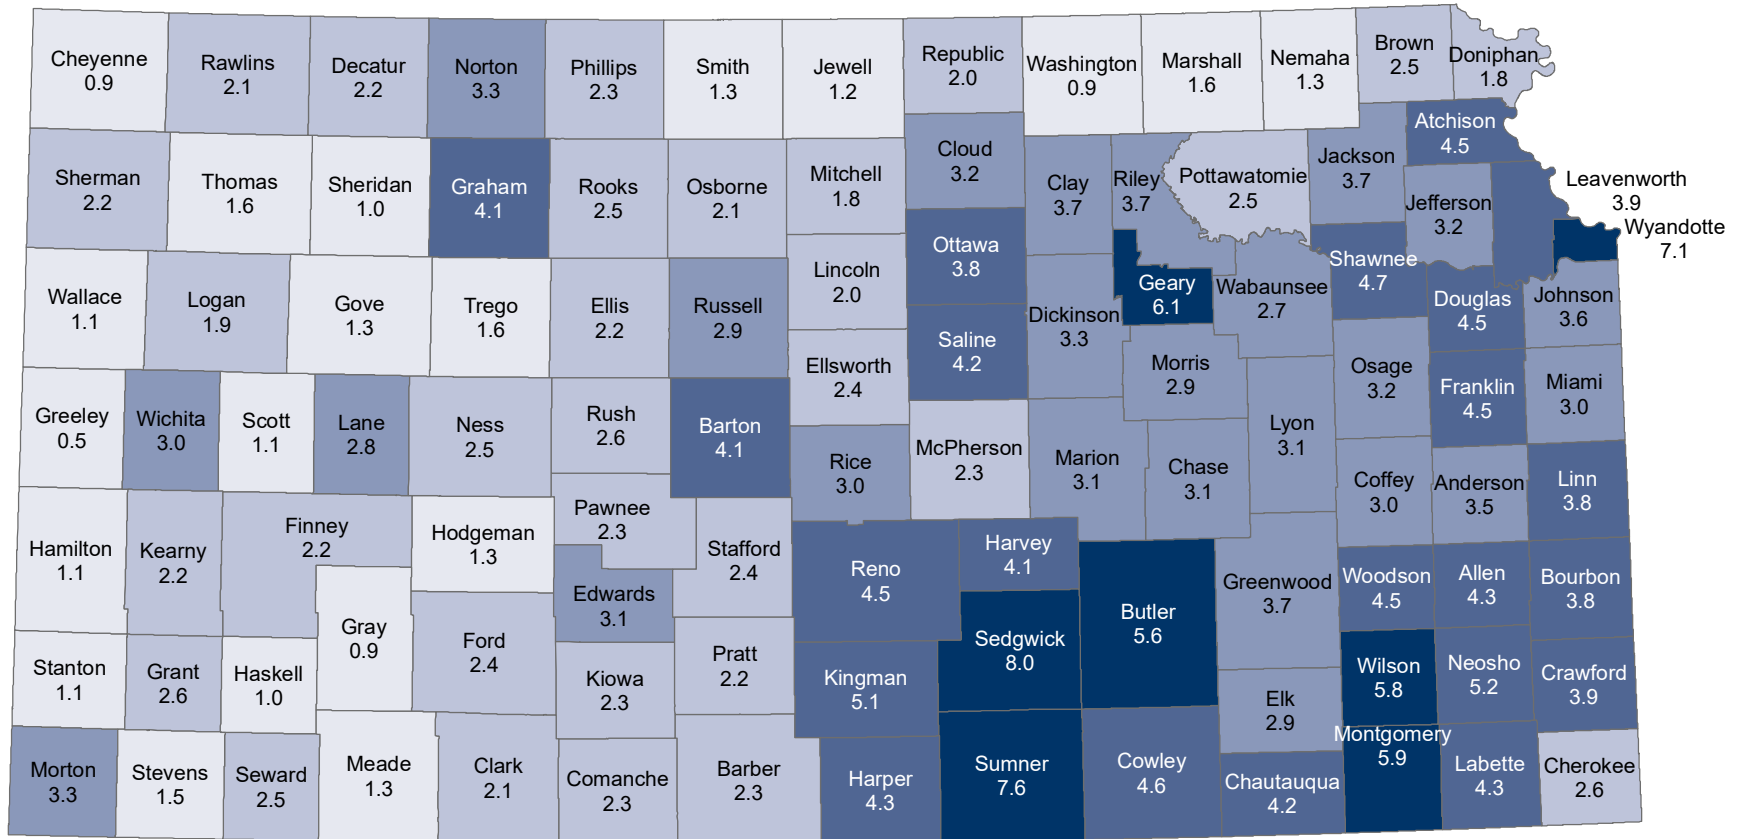 Cheyenne
0.9
Rawlins
2.1
Decatur
2.2
Norton
3.3
Phillips
2.3
Smith
1.3
Jewell
1.2
Republic
2.0
Washington
0.9
Marshall
1.6
Nemaha
1.3
Brown
2.5
Doniphan
1.8
Sherman
2.2
Thomas
1.6
Sheridan
1.0
Graham
4.1
Rooks
2.5
Osborne
2.1
Mitchell
1.8
Cloud
3.2
Clay
3.7
Riley
3.7
Pottawatomie
2.5
Jackson
3.7
Atchison
4.5
Jefferson
3.2
Leavenworth
3.9
Wyandotte
7.1
Wallace
1.1
Logan
1.9
Gove
1.3
Trego
1.6
Ellis
2.2
Russell
2.9
Lincoln
2.0
Ottawa
3.8
Saline
4.2
Dickinson
3.3
Geary
6.1
Wabaunsee
2.7
Shawnee
4.7
Douglas
4.5
Johnson
3.6
Greeley
0.5
Wichita
3.0
Scott
1.1
Lane
2.8
Ness
2.5
Rush
2.6
Barton
4.1
Ellsworth
2.4
Rice
3.0
McPherson
2.3
Marion
3.1
Morris
2.9
Chase
3.1
Lyon
3.1
Osage
3.2
Franklin
4.5
Miami
3.0
Coffey
3.0
Anderson
3.5
Linn
3.8
Hamilton
1.1
Kearny
2.2
Finney
2.2
Hodgeman
1.3
Pawnee
2.3
Edwards
3.1
Stafford
2.4
Reno
4.5
Harvey
4.1
Butler
5.6
Greenwood
3.7
Woodson
4.5
Allen
4.3
Bourbon
3.8
Stanton
1.1
Grant
2.6
Haskell
1.0
Gray
0.9
Ford
2.4
Kiowa
2.3
Pratt
2.2
Kingman
5.1
Sedgwick
8.0
Elk
2.9
Wilson
5.8
Neosho
5.2
Crawford
3.9
Morton
3.3
Stevens
1.5
Seward
2.5
Meade
1.3
Clark
2.1
Comanche
2.3
Barber
2.3
Harper
4.3
Sumner
7.6
Cowley
4.6
Chautauqua
4.2
Montgomery
5.9
Labette
4.3
Cherokee
2.6